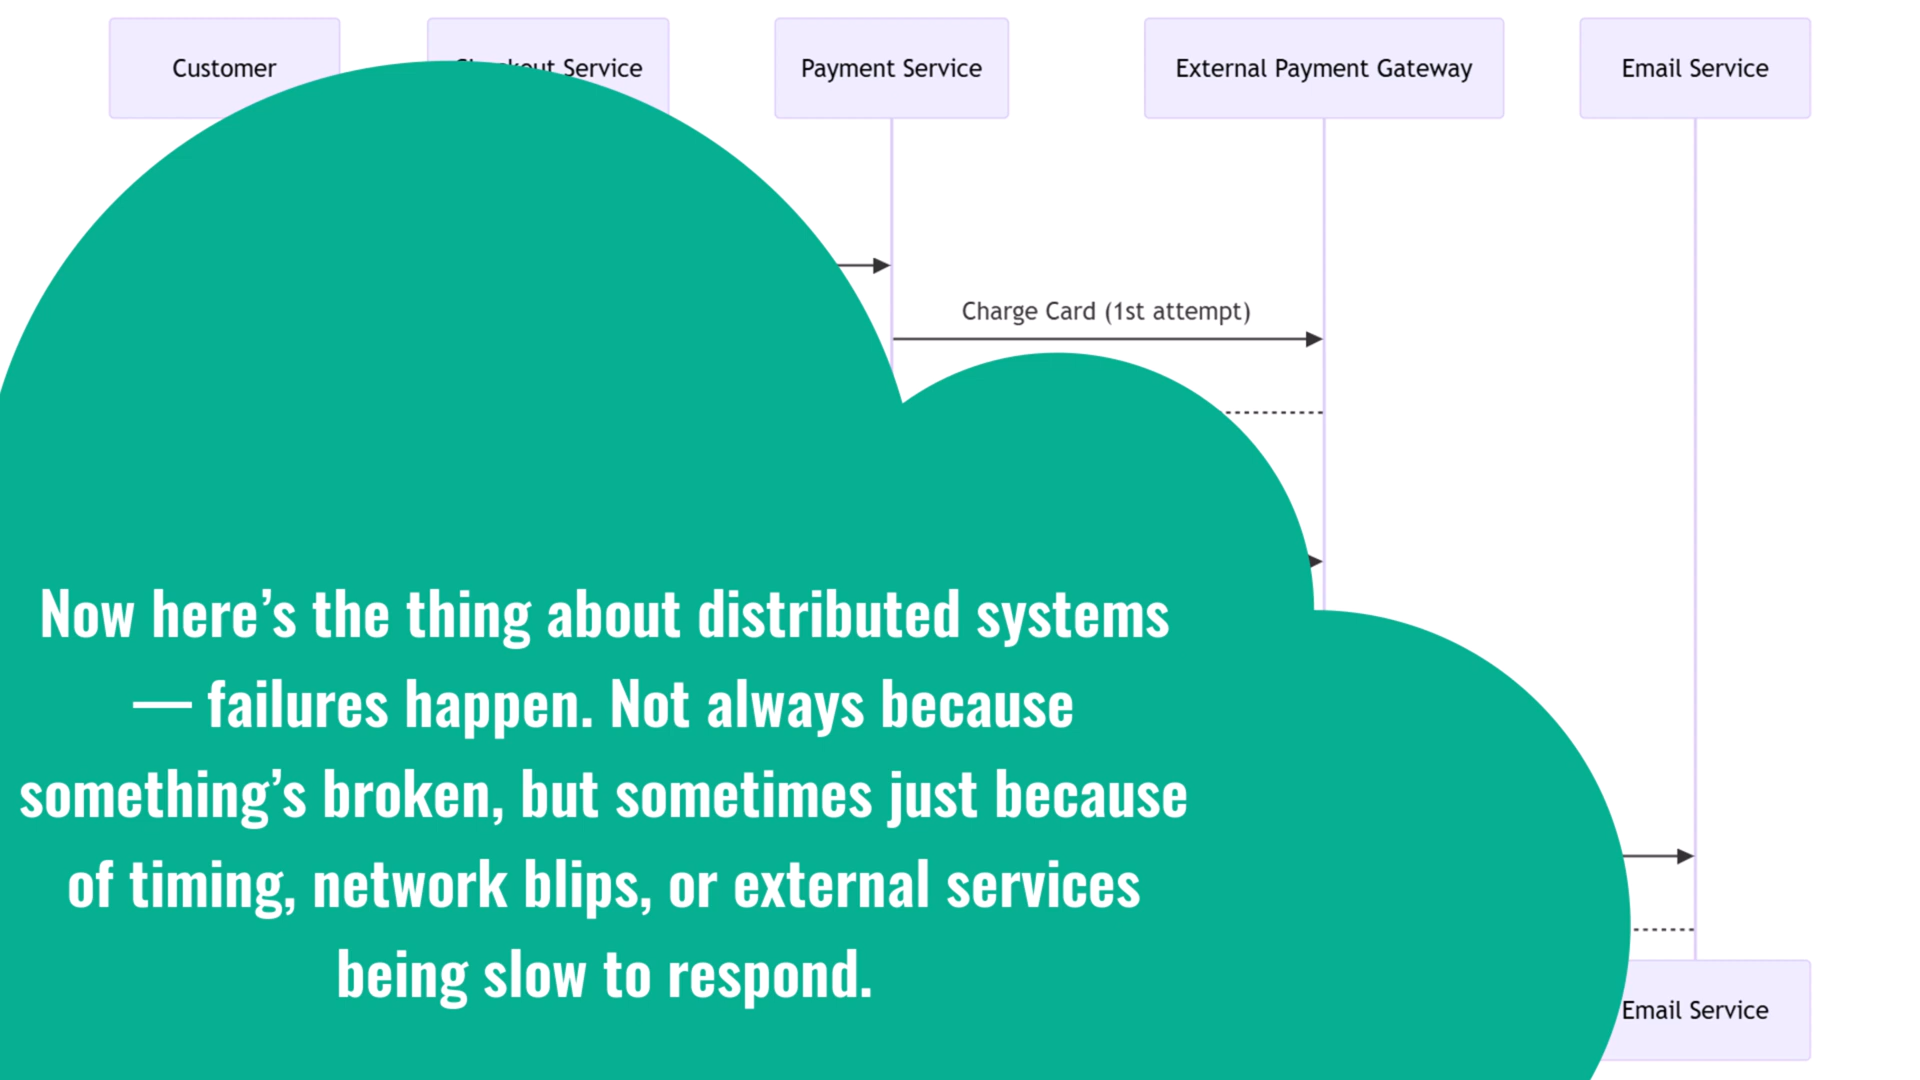 Customer
Service
Payment Service
External Payment Gateway
Email Service
Charge Card (1st attempt)
Now here’s the thing about distributed systems
— failures happen. Not always because
something’s broken, but sometimes just because
of timing, network blips, or external services
being slow to respond.
Email Service